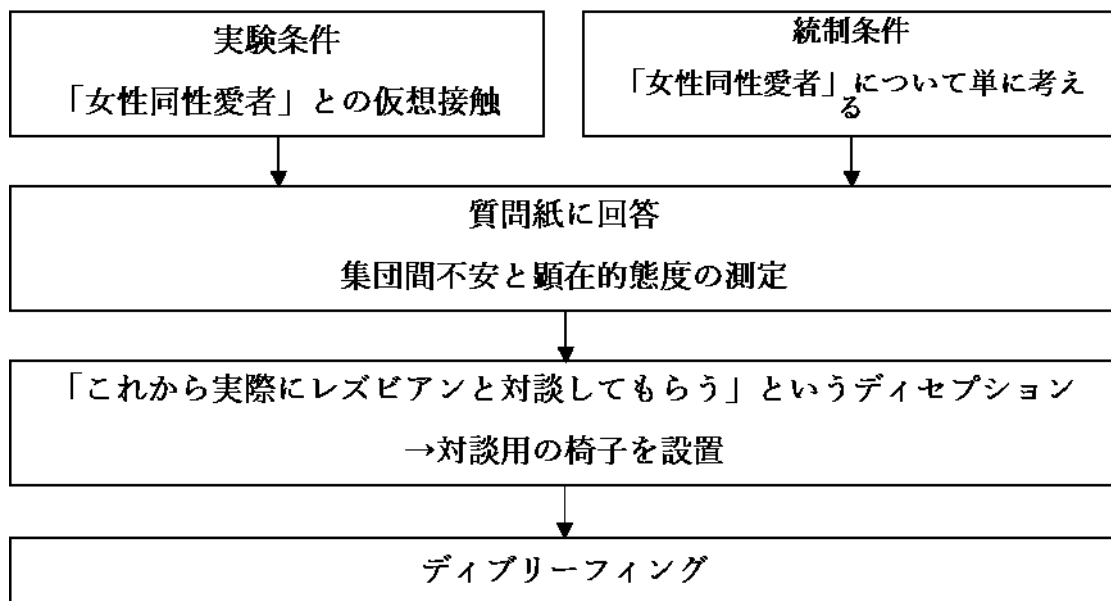 実験条件
「女性同性愛者」との仮想接触
統制条件
「女性同性愛者」について単に考え
る
質問紙に回答
集団間不安と顕在的態度の測定
「これから実際にレズビアンと対談してもらう」というディセプション
→対談用の椅子を設置
ディブリーフィング